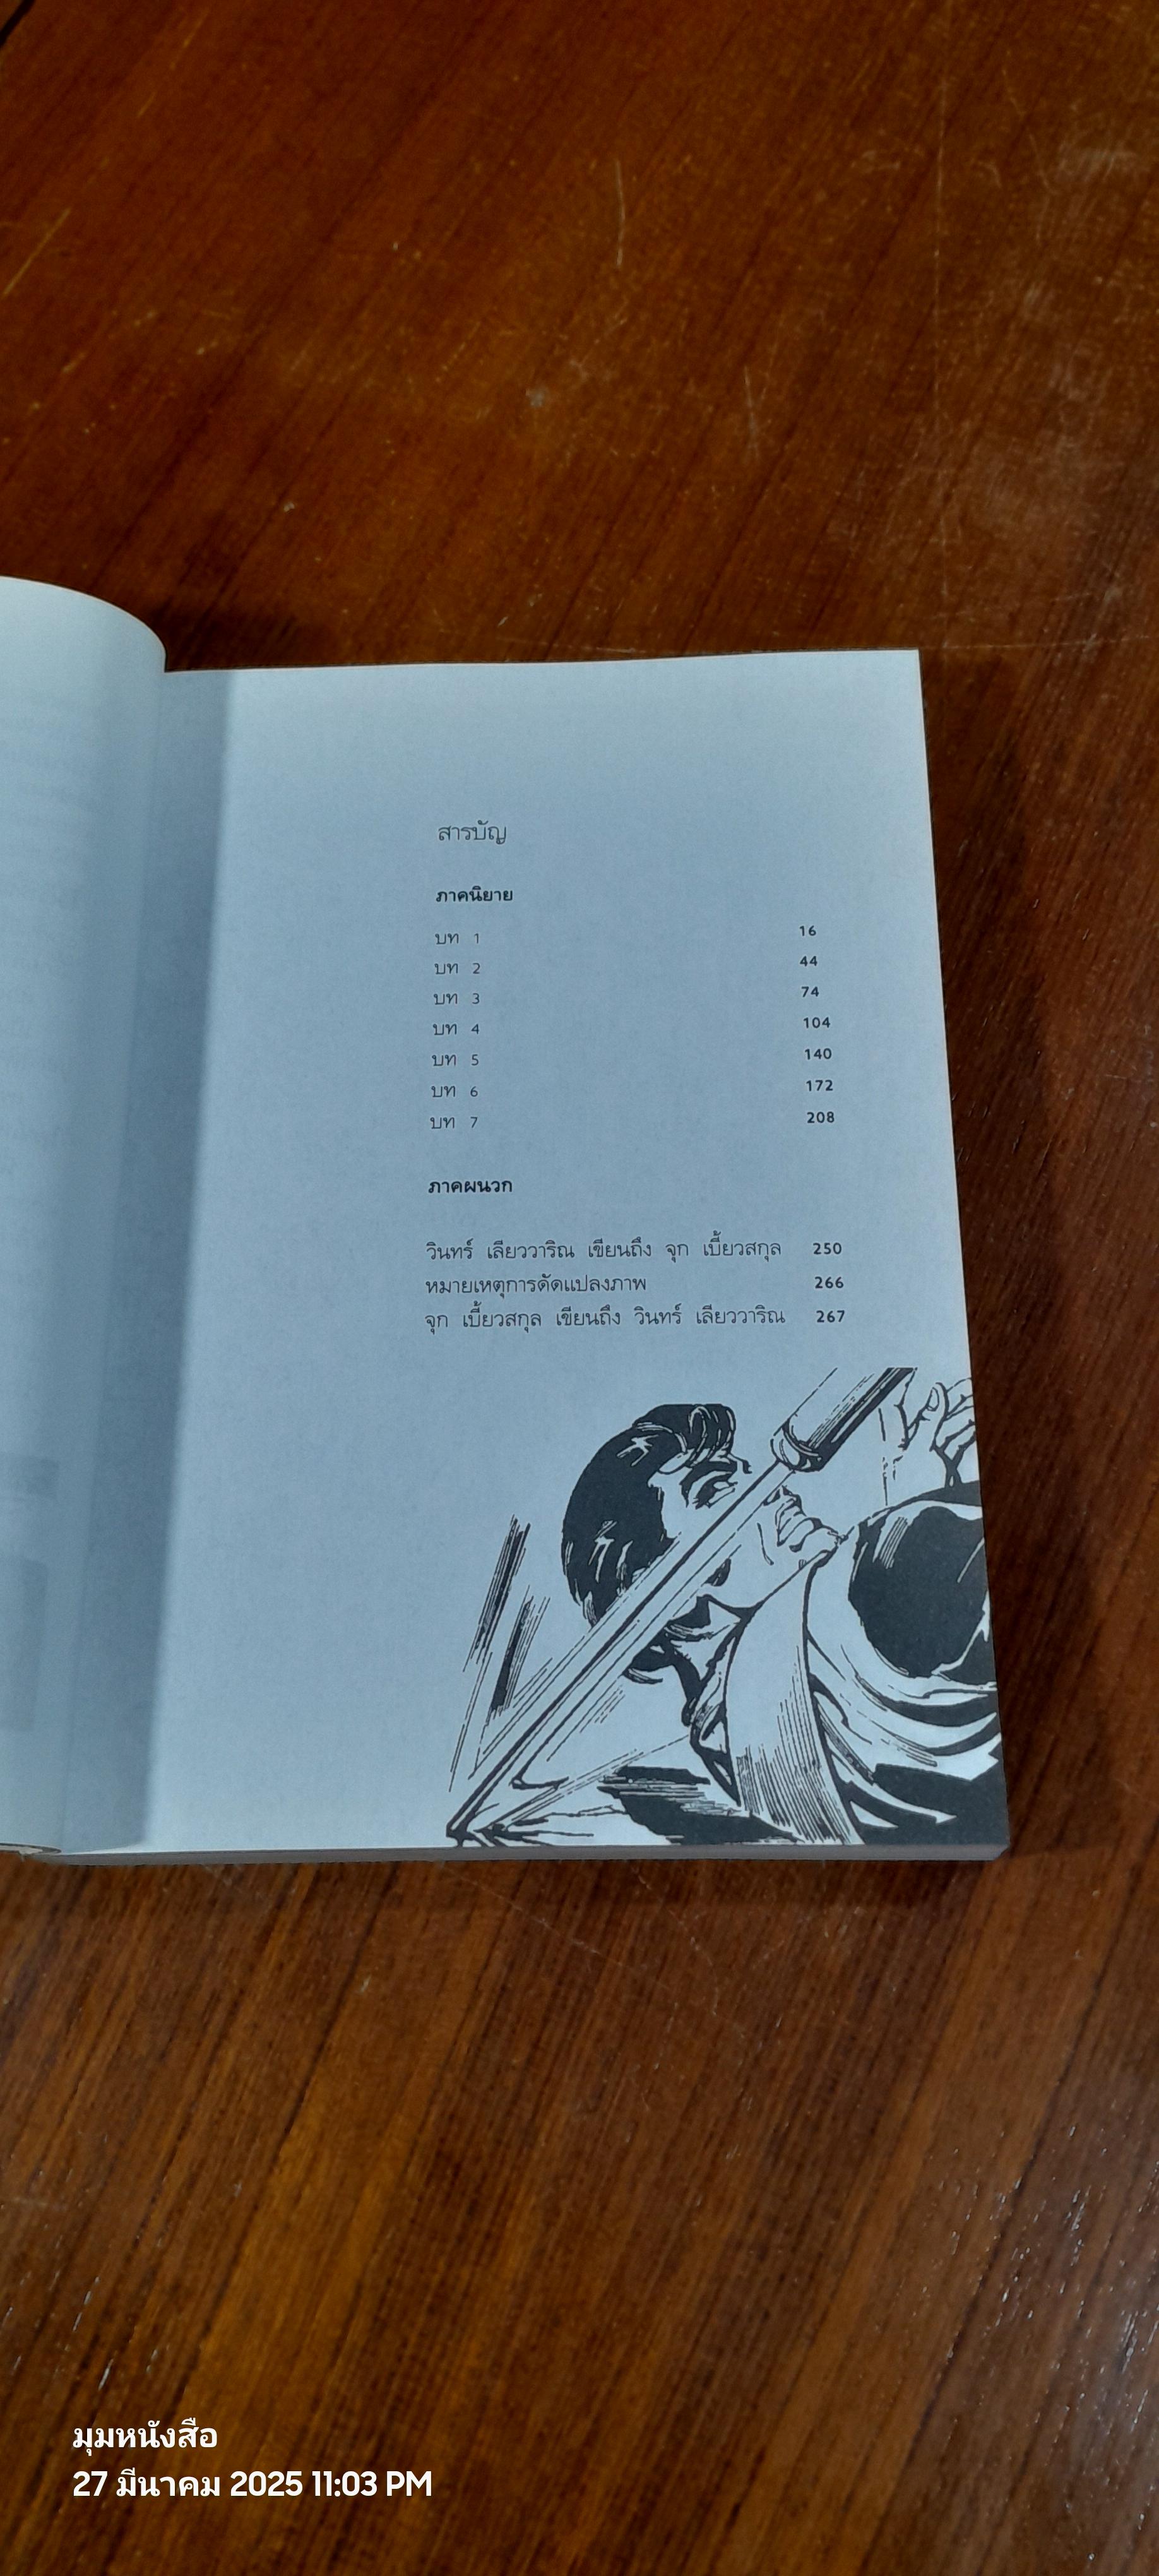 สารบัญ
ภาคนิยาย
บท 1 16
บท 2 44
บท 3 74
บท 4 104
บท 5 140
บท 6 172
บท 7 208
ภาคผนวก
วินทร์ เลียววาริณ เขียนถึง จุก เบี้ยวสกุล 250
หมายเหตุการดัดแปลงภาพ 266
จุก เบี้ยวสกุล เขียนถึง วินทร์ เลียววาริณ 267
มุมหนังสือ
27 มีนาคม 2025 11:03 PM